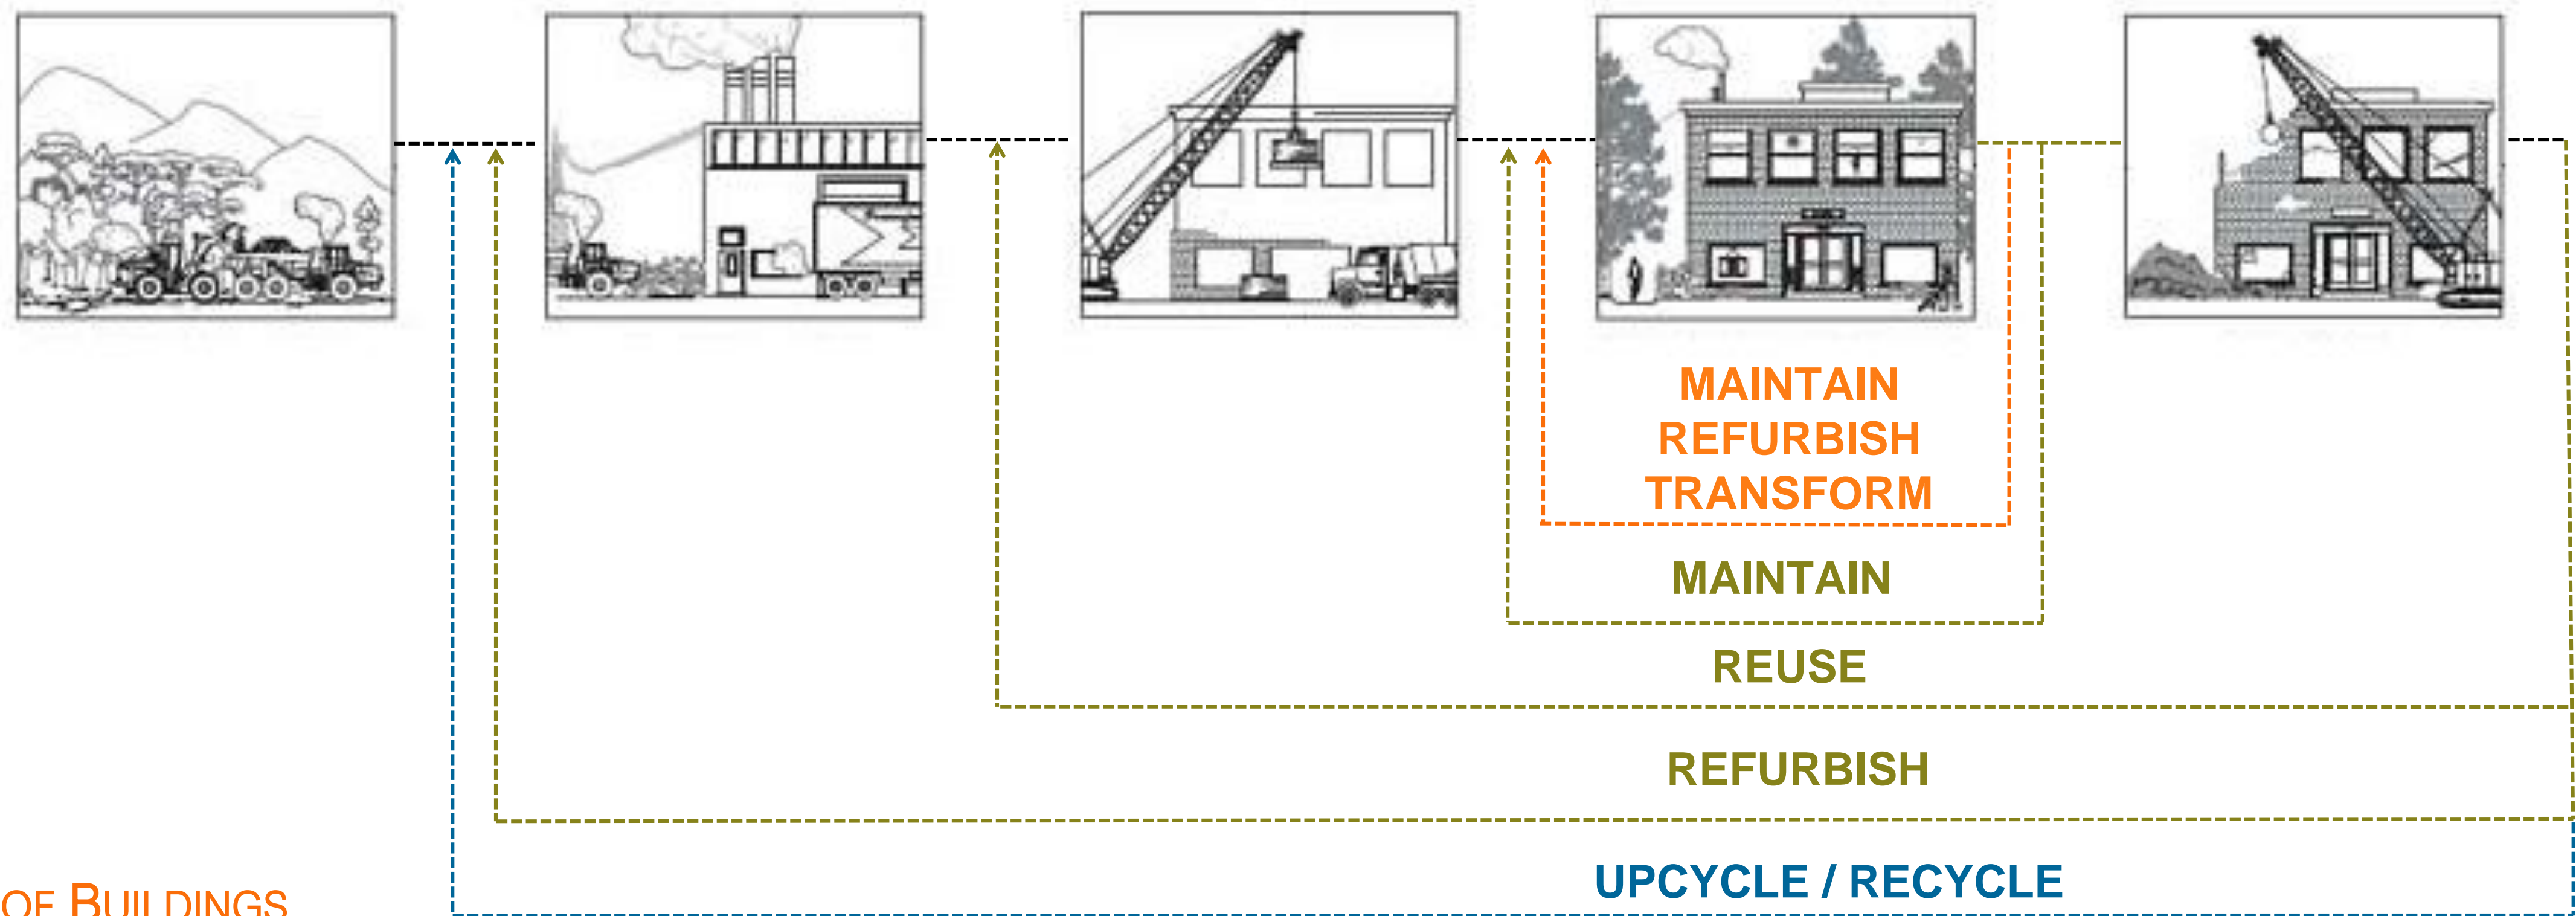 MAINTAIN
REFURBISH
TRANSFORM
MAINTAIN
REUSE
REFURBISH
UPCYCLE / RECYCLE
OF BUILDINGS